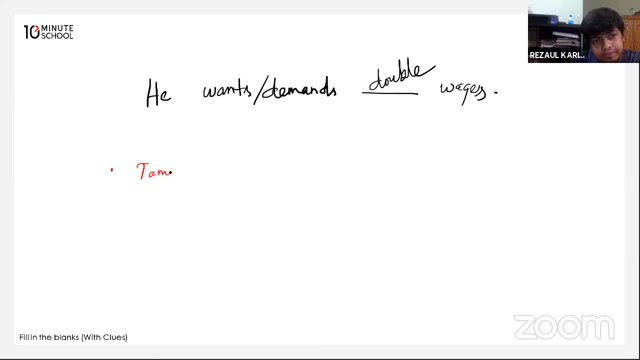 10 MINUTE SCHOOL
REZAUL KARI...
He wants/demands double wages.
• Tam
Fill in the blanks (With Clues)
zoom